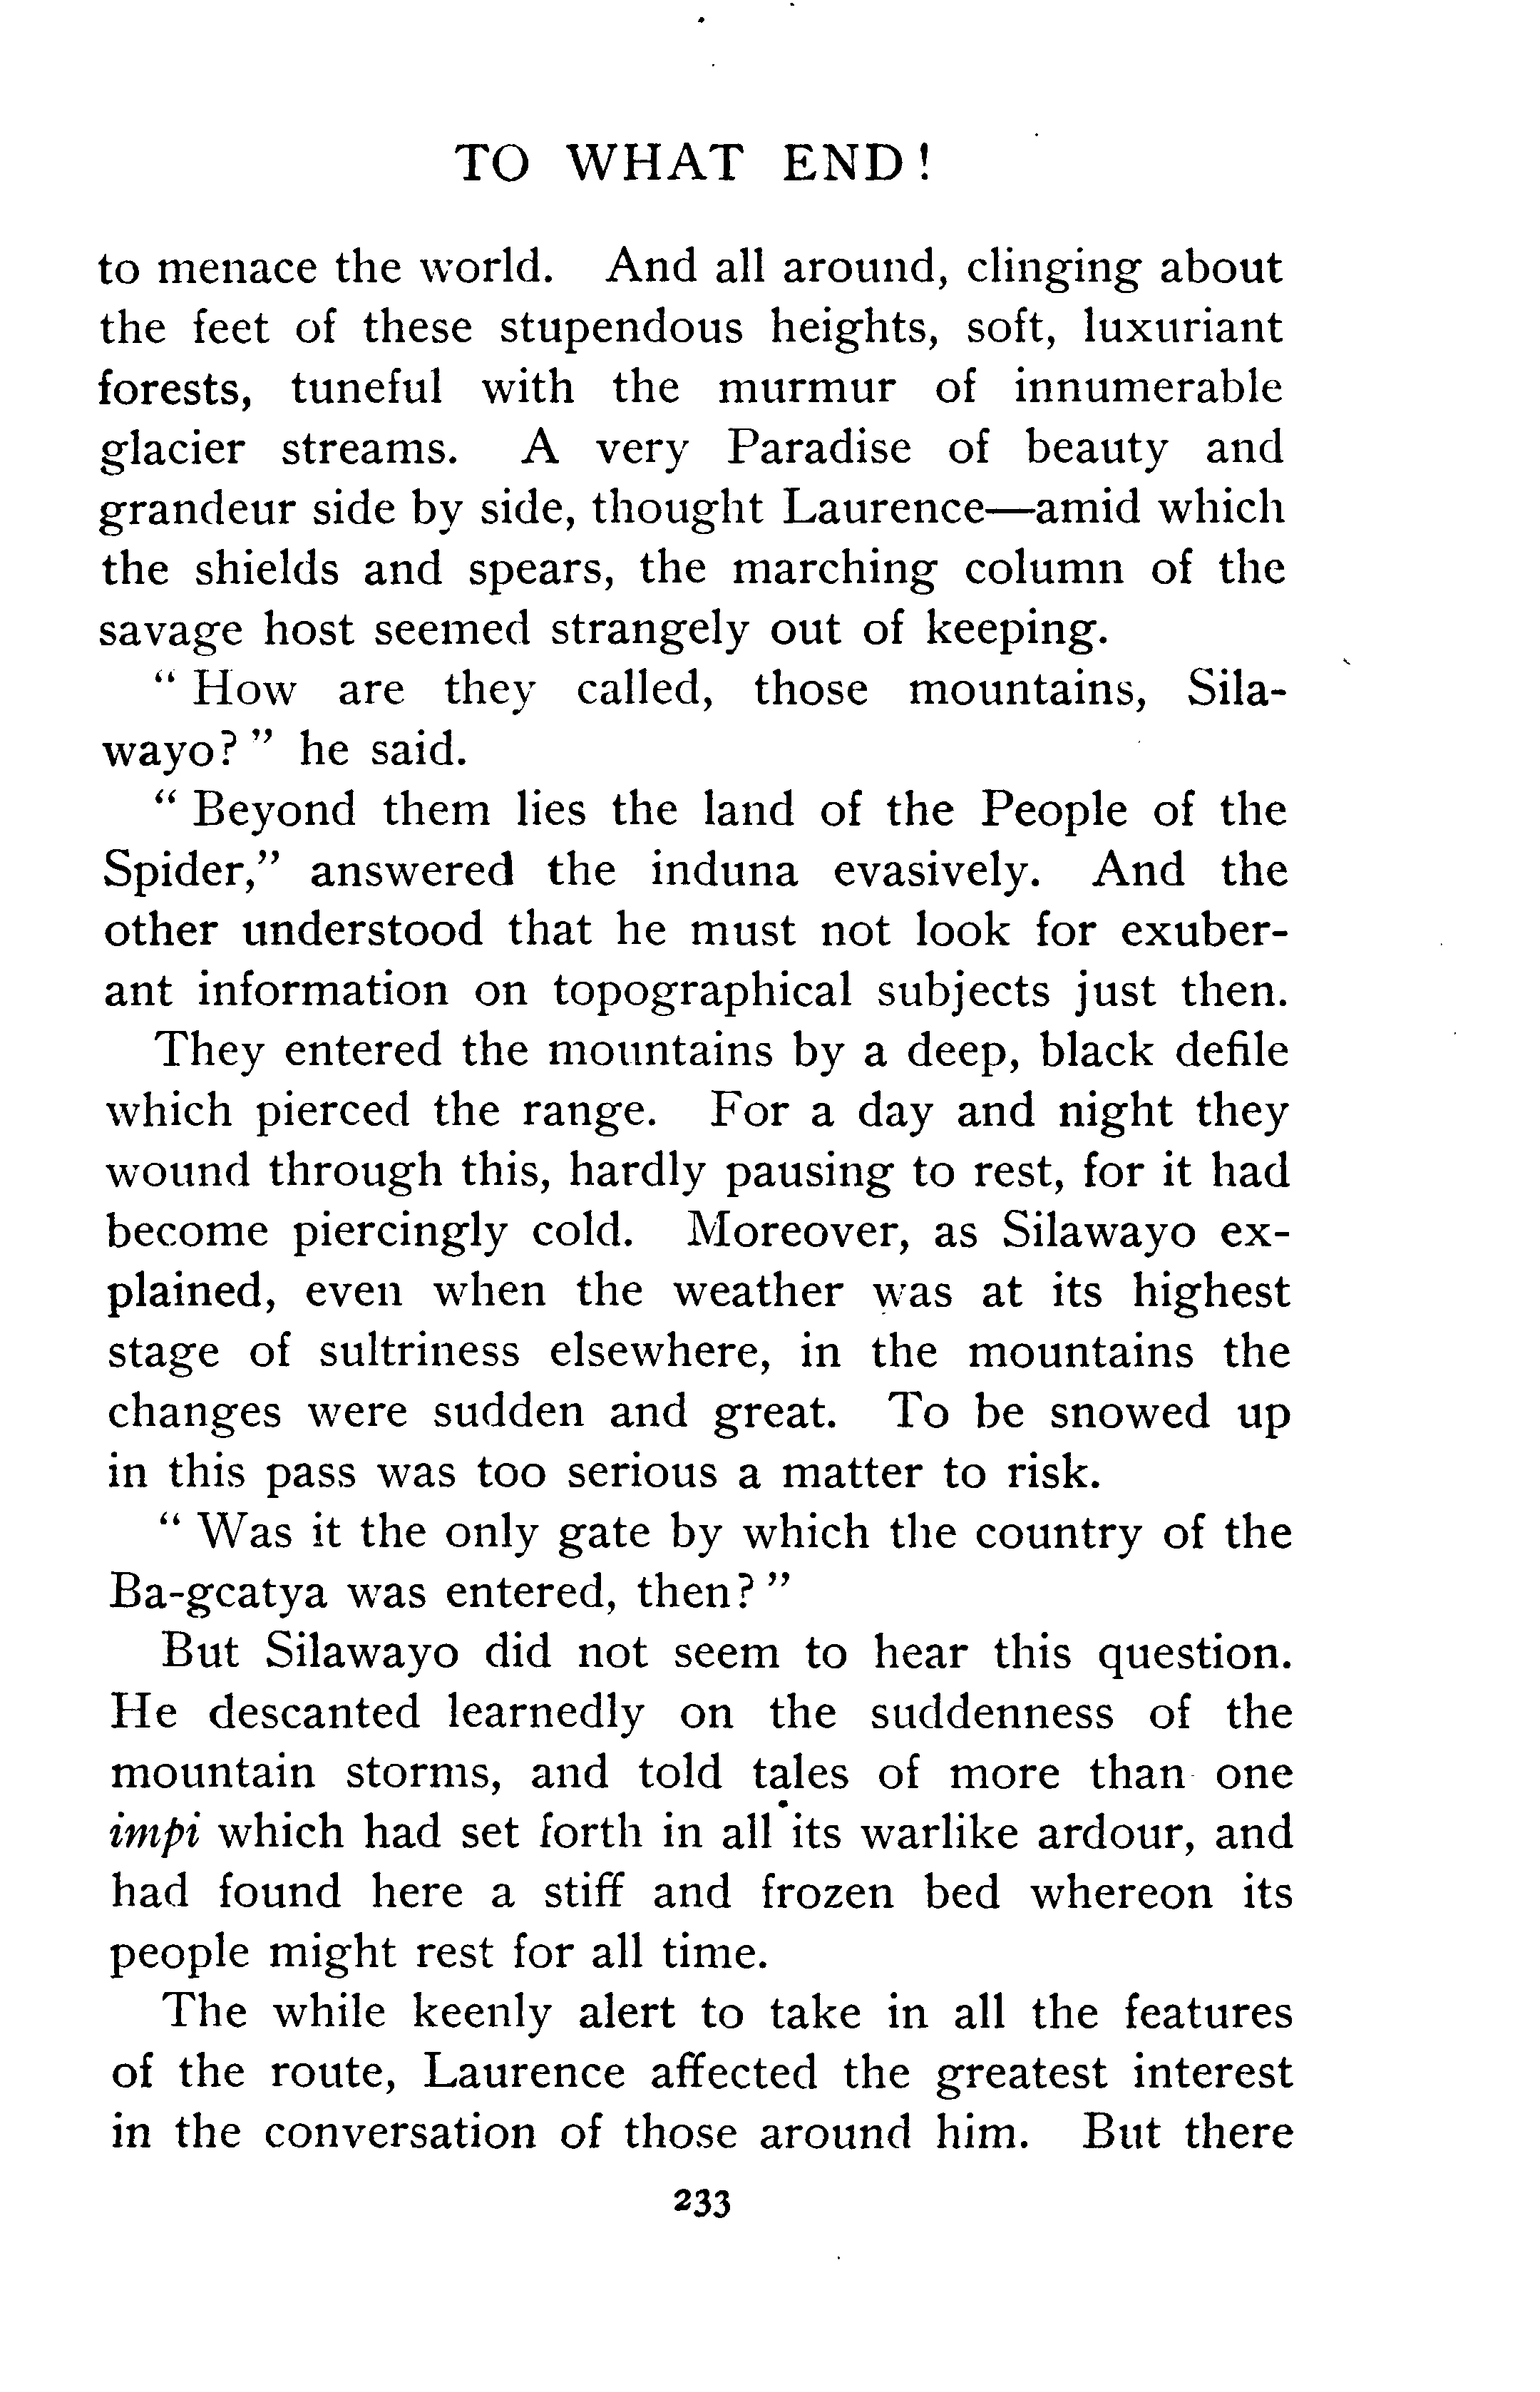 TO WHAT END!
to menace the world. And all around, clinging about
the feet of these stupendous heights, soft, luxuriant
forests, tuneful with the murmur of innumerable
glacier streams. A very Paradise of beauty and
grandeur side by side, thought Laurence—amid which
the shields and spears, the marching column of the
savage host seemed strangely out of keeping.
“ How are they called, those mountains, Sila-
wayo? ” he said.
“ Beyond them lies the land of the People of the
Spider,” answered the induna evasively. And the
other understood that he must not look for exuber-
ant information on topographical subjects just then.
They entered the mountains by a deep, black defile
which pierced the range. For a day and night they
wound through this, hardly pausing to rest, for it had
become piercingly cold. Moreover, as Silawayo ex-
plained, even when the weather was at its highest
stage of sultriness elsewhere, in the mountains the
changes were sudden and great. To be snowed up
in this pass was too serious a matter to risk.
“ Was it the only gate by which the country of the
Ba-gcatya was entered, then? ”
But Silawayo did not seem to hear this question.
He descanted learnedly on the suddenness of the
mountain storms, and told tales of more than one
impi which had set forth in all its warlike ardour, and
had found here a stiff and frozen bed whereon its
people might rest for all time.
The while keenly alert to take in all the features
of the route, Laurence affected the greatest interest
in the conversation of those around him. But there
233